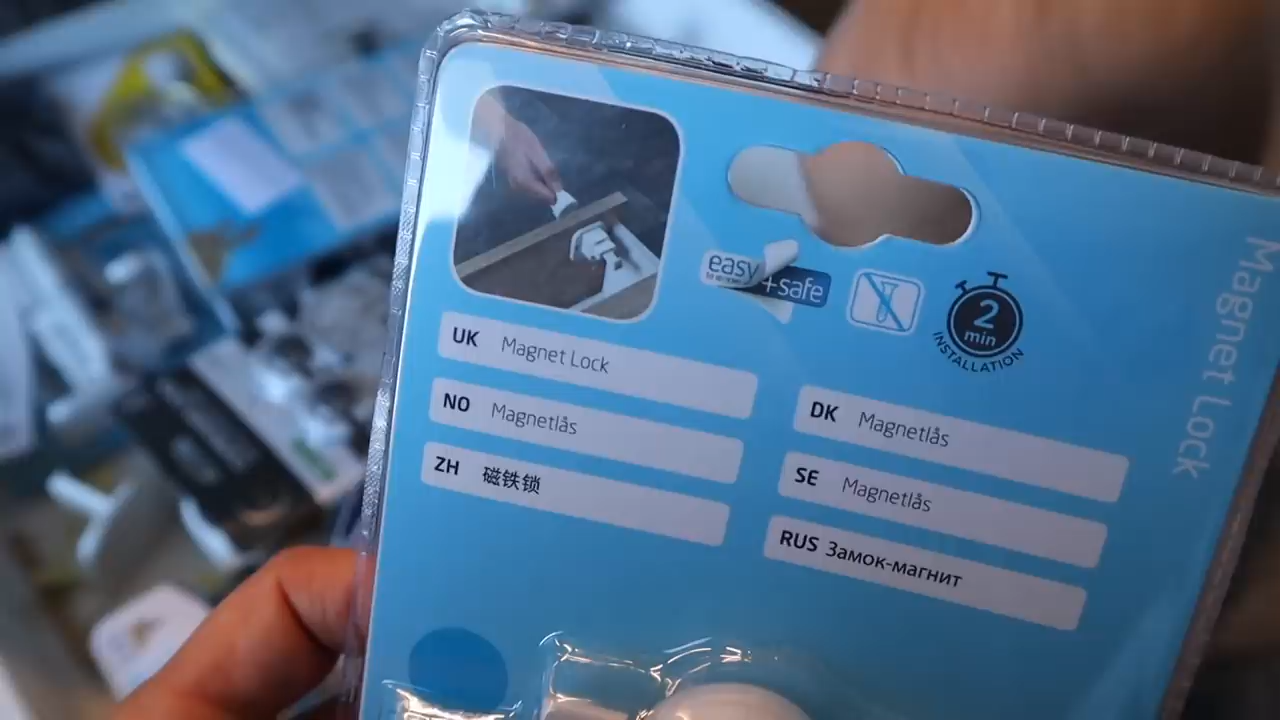 easy
+safe
2
min
INSTALLATION
UK Magnet Lock
NO Magnetlås
ZH 磁铁锁
DK Magnetlås
SE Magnetlås
RUS Замок-магнит
Magnet Lock